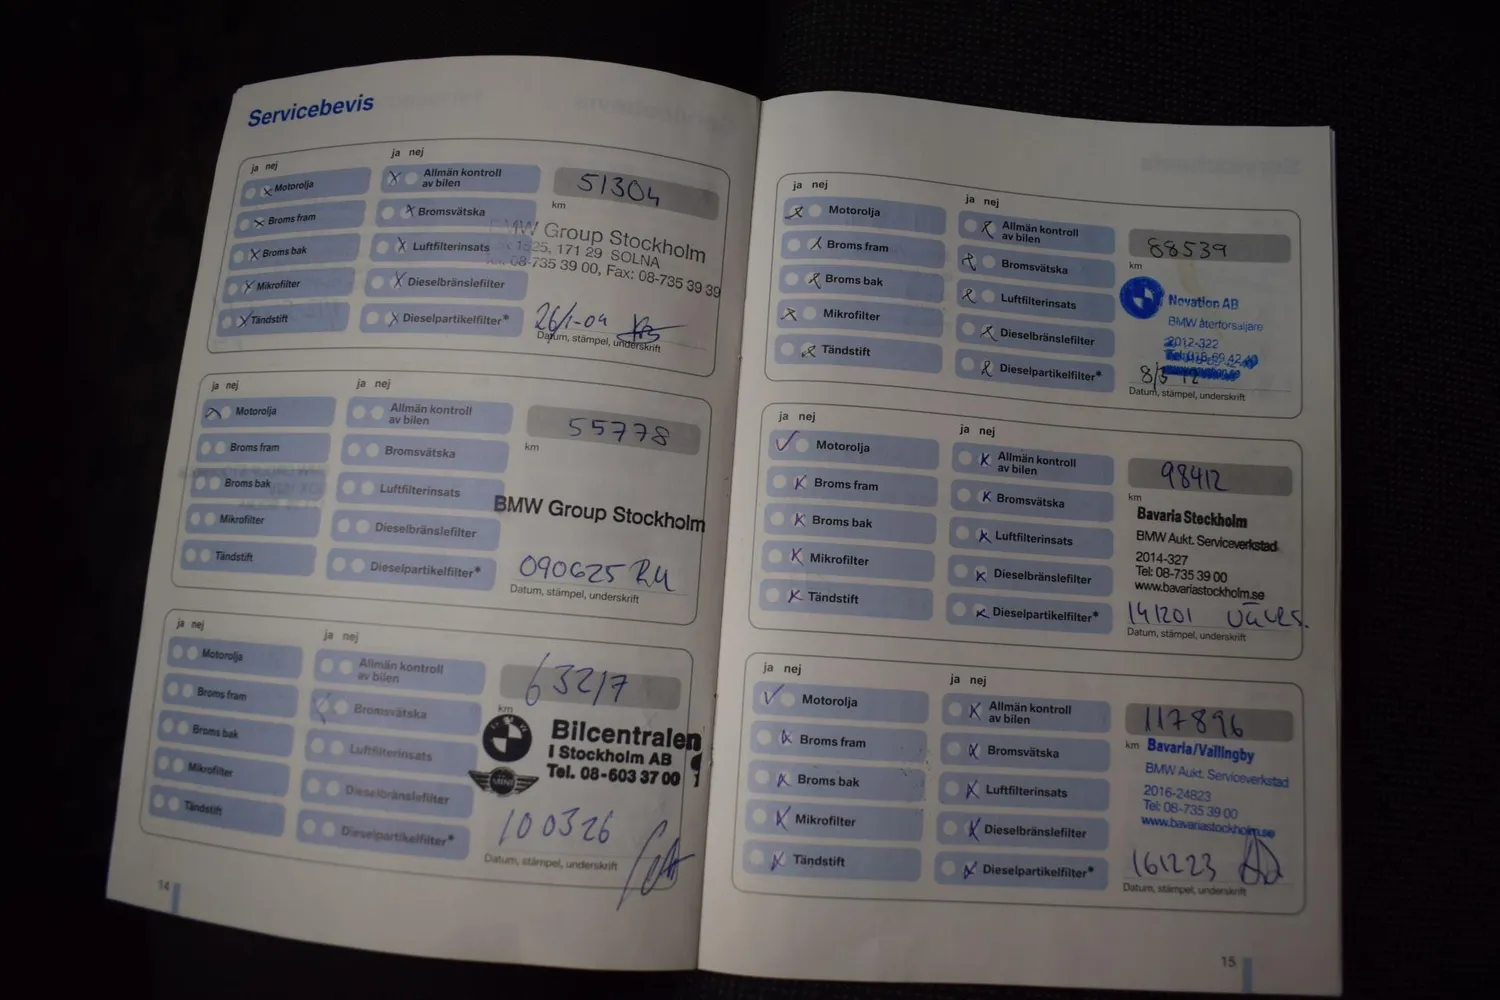 Servicebevis
ja nej
ja nej
Motorolja
Allmän kontroll
av bilen
51304
km
Broms fram
Bromsvätska
Broms bak
Luftfilterinsats
BMW Group Stockholm
1525, 171 29 SOLNA
08-735 39 00, Fax: 08-735 39 39
Mikrofilter
Dieselbränslefilter
Tändstift
Dieselpartikelfilter*
26/1-09
Datum, stämpel, underskrift
ja nej
ja nej
Motorolja
Allmän kontroll
av bilen
55778
km
Broms fram
Bromsvätska
Broms bak
Luftfilterinsats
BMW Group Stockholm
Mikrofilter
Dieselbränslefilter
Tändstift
Dieselpartikelfilter*
090625
Datum, stämpel, underskrift
ja nej
ja nej
Motorolja
Allmän kontroll
av bilen
63217
km
Broms fram
Bromsvätska
Broms bak
Luftfilterinsats
Bilcentralen
I Stockholm AB
Tel. 08-603 37 00
Mikrofilter
Dieselbränslefilter
Tändstift
Dieselpartikelfilter*
100326
Datum, stämpel, underskrift
14
ja nej
ja nej
Motorolja
Allmän kontroll
av bilen
88539
km
Broms fram
Bromsvätska
Broms bak
Luftfilterinsats
Novation AB
BMW återförsäljare
2012-322
Mikrofilter
Dieselbränslefilter
Tändstift
Dieselpartikelfilter*
8/5 12
Datum, stämpel, underskrift
ja nej
ja nej
Motorolja
Allmän kontroll
av bilen
98412
km
Broms fram
Bromsvätska
Broms bak
Luftfilterinsats
Bavaria Stockholm
BMW Aukt. Serviceverkstad
2014-327
Tel: 08-735 39 00
www.bavariastockholm.se
Mikrofilter
Dieselbränslefilter
Tändstift
Dieselpartikelfilter*
141201
Datum, stämpel, underskrift
ja nej
ja nej
Motorolja
Allmän kontroll
av bilen
117896
km
Broms fram
Bromsvätska
Broms bak
Luftfilterinsats
Bavaria/Vällingby
BMW Aukt. Serviceverkstad
2016-24823
Tel: 08-735 39 00
www.bavariastockholm.se
Mikrofilter
Dieselbränslefilter
Tändstift
Dieselpartikelfilter*
161223
Datum, stämpel, underskrift
15